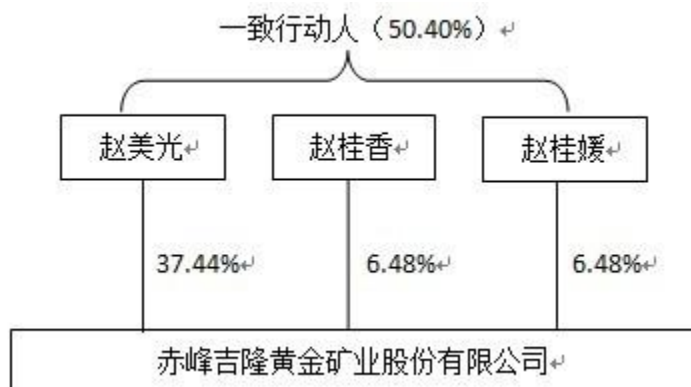 一致行动人（50.40%）
赵美光 赵桂香 赵桂媛
37.44% 6.48% 6.48%
赤峰吉隆黄金矿业股份有限公司